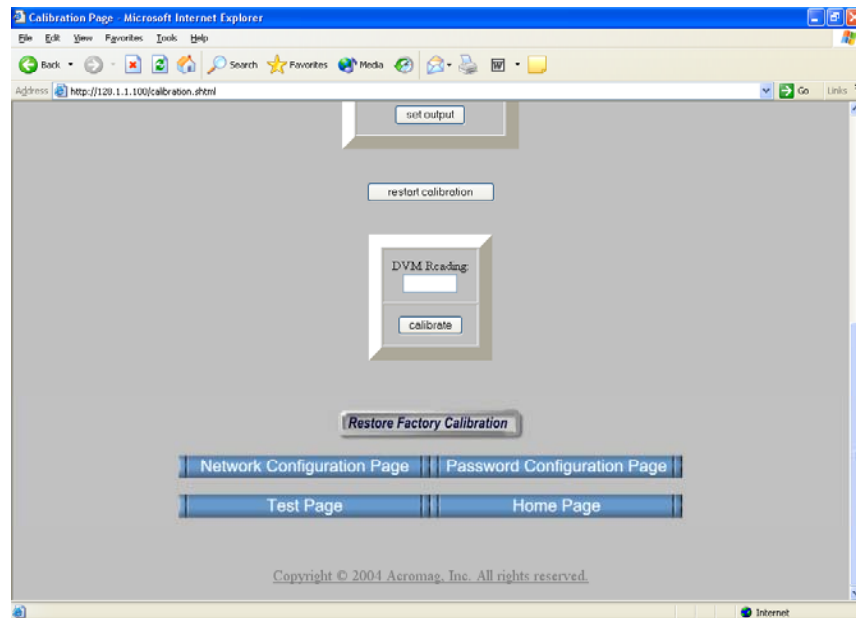 Calibration Page - Microsoft Internet Explorer
File Edit View Favorites Tools Help
Back Search Favorites Media W
Address http://128.1.1.100/calibration.shtml Go Links
set output
restart calibration
DVM Reading:
calibrate
Restore Factory Calibration
Network Configuration Page Password Configuration Page
Test Page Home Page
Copyright © 2004 Acromag, Inc. All rights reserved.
Internet